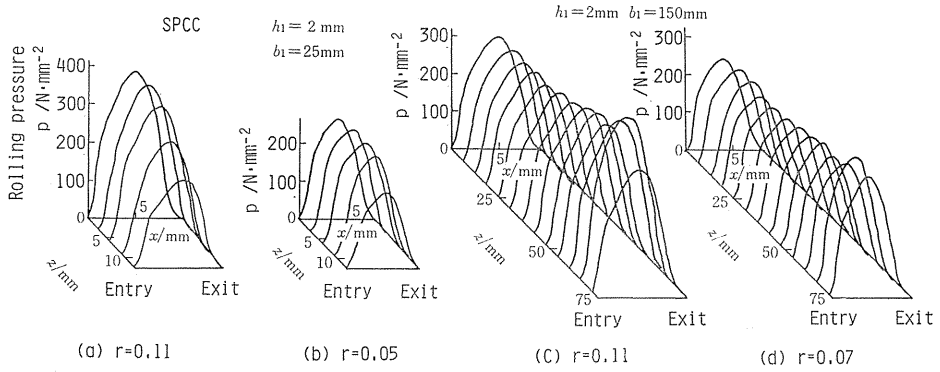 SPCC
h1 = 2 mm
b1=25mm
h1=2mm b1=150mm
Rolling pressure
p /N·mm-2
400
300
200
100
0
5
10
z/mm
5
x/mm
Entry Exit
(a) r=0.11
p /N·mm-2
200
100
0
5
10
z/mm
5
x/mm
Entry Exit
(b) r=0.05
p /N·mm-2
300
200
100
0
25
50
75
z/mm
5
x/mm
Entry Exit
(C) r=0.11
p /N·mm-2
300
200
100
0
25
50
75
z/mm
5
x/mm
Entry Exit
(d) r=0.07